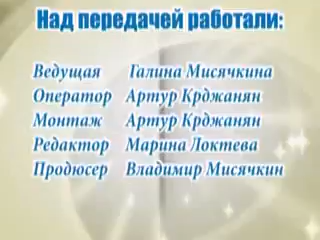 Над передачей работали:
Ведущая Галина Мисячкина
Оператор Артур Крджанян
Монтаж Артур Крджанян
Редактор Марина Локтева
Продюсер Владимир Мисячкин